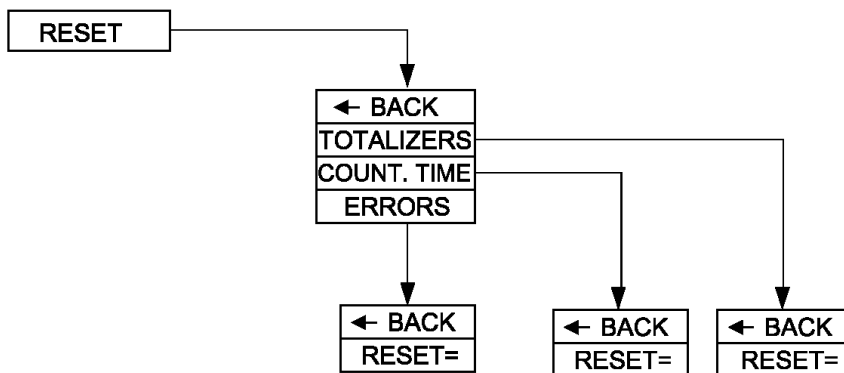 RESET
← BACK
TOTALIZERS
COUNT. TIME
ERRORS
← BACK
RESET=
← BACK
RESET=
← BACK
RESET=